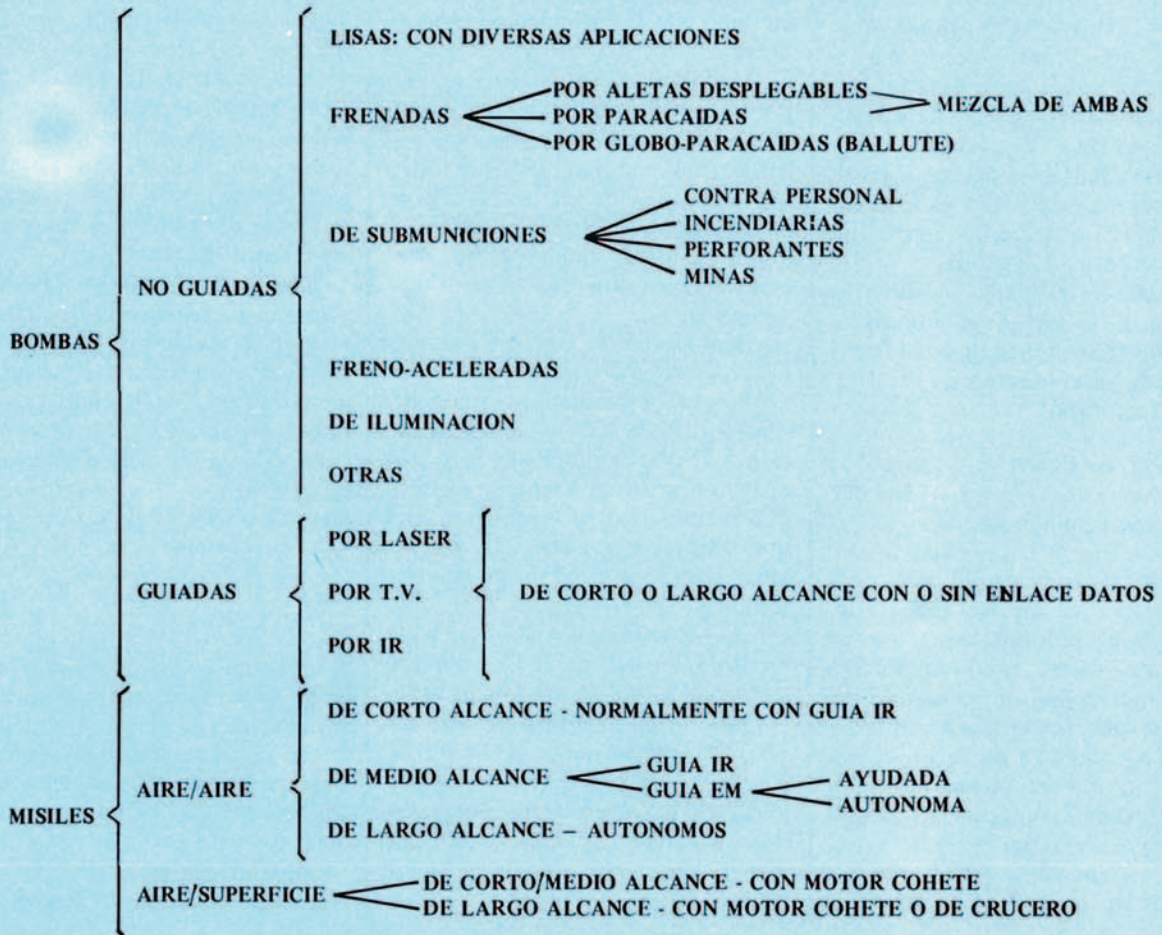 LISAS: CON DIVERSAS APLICACIONES
FRENADAS
POR ALETAS DESPLEGABLES
POR PARACAIDAS
POR GLOBO-PARACAIDAS (BALLUTE)
MEZCLA DE AMBAS
DE SUBMUNICIONES
CONTRA PERSONAL
INCENDIARIAS
PERFORANTES
MINAS
NO GUIADAS
BOMBAS
FRENO-ACELERADAS
DE ILUMINACION
OTRAS
POR LASER
GUIADAS
POR T.V.
DE CORTO O LARGO ALCANCE CON O SIN ENLACE DATOS
POR IR
DE CORTO ALCANCE - NORMALMENTE CON GUIA IR
AIRE/AIRE
DE MEDIO ALCANCE
GUIA IR
GUIA EM
AYUDADA
AUTONOMA
MISILES
DE LARGO ALCANCE – AUTONOMOS
AIRE/SUPERFICIE
DE CORTO/MEDIO ALCANCE - CON MOTOR COHETE
DE LARGO ALCANCE - CON MOTOR COHETE O DE CRUCERO